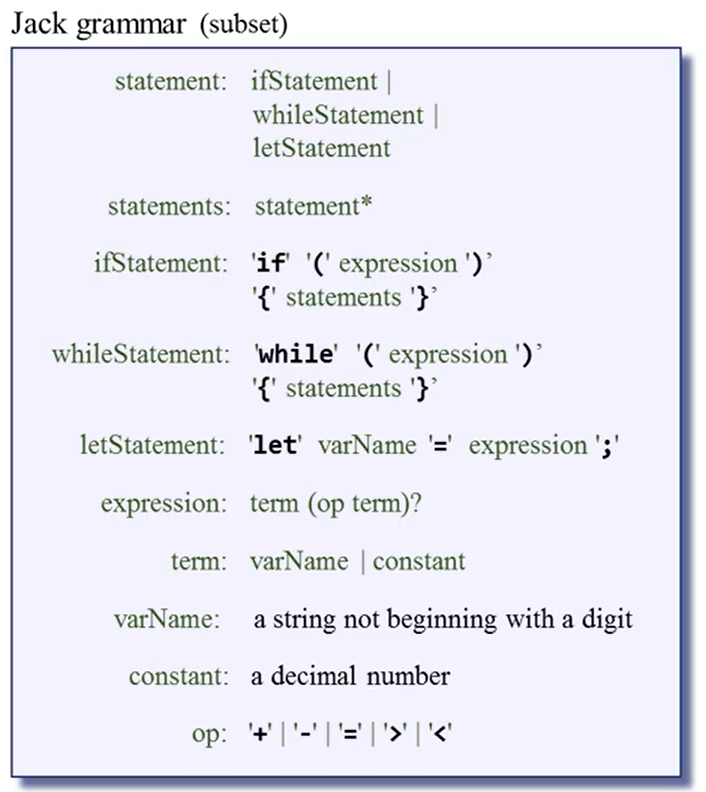 Jack grammar (subset)
statement: ifStatement |
whileStatement |
letStatement
statements: statement*
ifStatement: 'if' '(' expression ')’
'{' statements '}’
whileStatement: 'while' '(' expression ')’
'{' statements '}’
letStatement: 'let' varName '=' expression ';'
expression: term (op term)?
term: varName | constant
varName: a string not beginning with a digit
constant: a decimal number
op: '+' | '-' | '=' | '>' | '<'